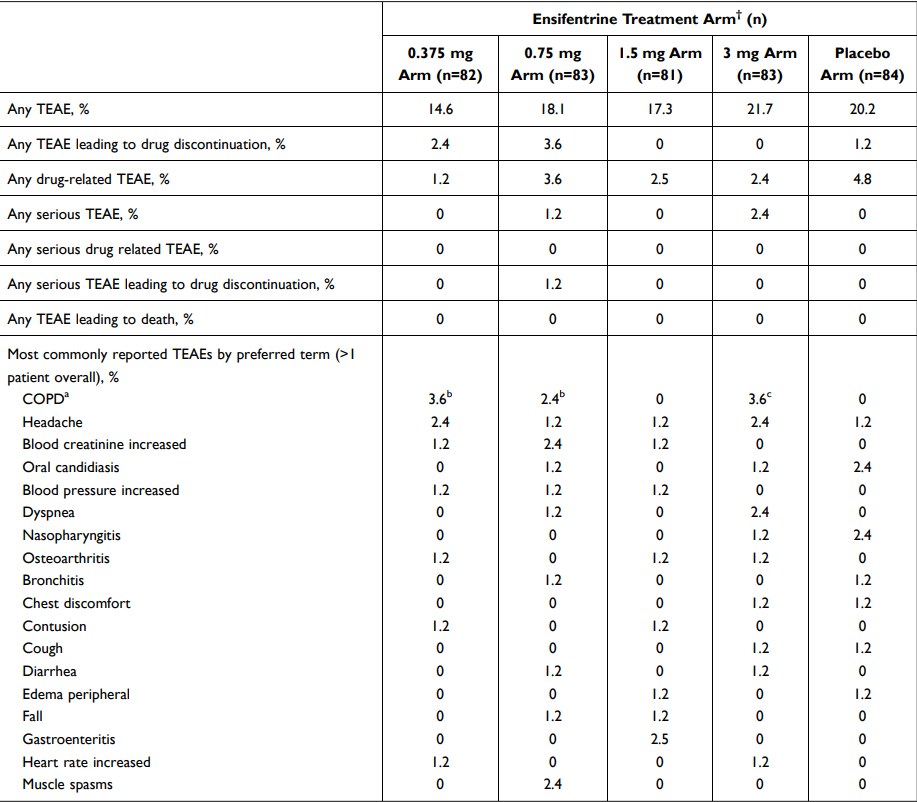 Ensifentrine Treatment Arm† (n)
0.375 mg Arm (n=82) 0.75 mg Arm (n=83) 1.5 mg Arm (n=81) 3 mg Arm (n=83) Placebo Arm (n=84)
Any TEAE, % 14.6 18.1 17.3 21.7 20.2
Any TEAE leading to drug discontinuation, % 2.4 3.6 0 0 1.2
Any drug-related TEAE, % 1.2 3.6 2.5 2.4 4.8
Any serious TEAE, % 0 1.2 0 2.4 0
Any serious drug related TEAE, % 0 0 0 0 0
Any serious TEAE leading to drug discontinuation, % 0 1.2 0 0 0
Any TEAE leading to death, % 0 0 0 0 0
Most commonly reported TEAEs by preferred term (>1
patient overall), %
COPDa 3.6b 2.4b 0 3.6c 0
Headache 2.4 1.2 1.2 2.4 1.2
Blood creatinine increased 1.2 2.4 1.2 0 0
Oral candidiasis 0 1.2 0 1.2 2.4
Blood pressure increased 1.2 1.2 1.2 0 0
Dyspnea 0 1.2 0 2.4 0
Nasopharyngitis 0 0 0 1.2 2.4
Osteoarthritis 1.2 0 1.2 1.2 0
Bronchitis 0 1.2 0 0 1.2
Chest discomfort 0 0 0 1.2 1.2
Contusion 1.2 0 1.2 0 0
Cough 0 0 0 1.2 1.2
Diarrhea 0 1.2 0 1.2 0
Edema peripheral 0 0 1.2 0 1.2
Fall 0 1.2 1.2 0 0
Gastroenteritis 0 0 2.5 0 0
Heart rate increased 1.2 0 0 1.2 0
Muscle spasms 0 2.4 0 0 0